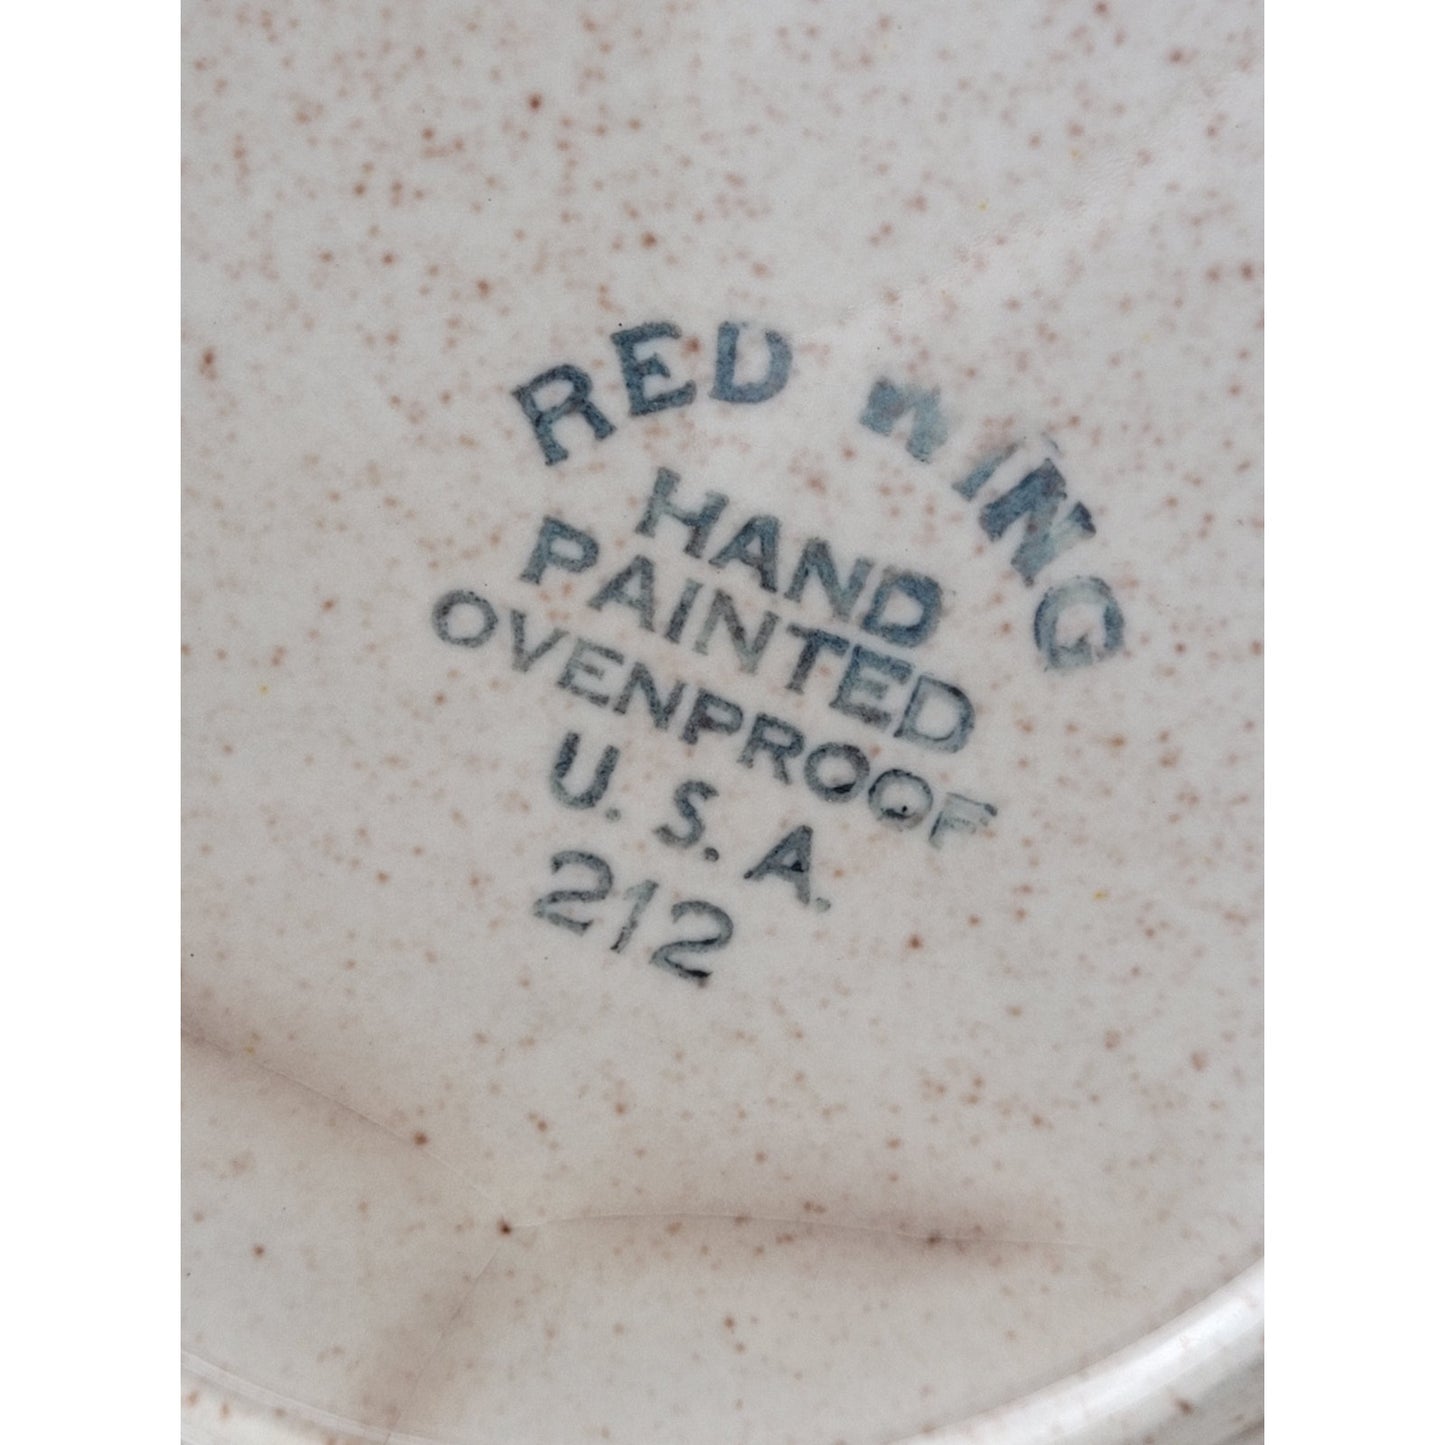 RED WING
HAND
PAINTED
OVENPROOF
U. S. A.
212